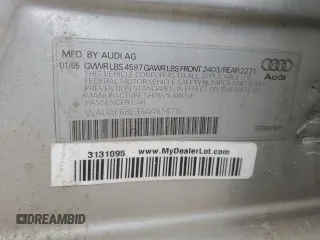 MFD BY AUDI AG
01/06 GVWR LBS 4597 GAWR LBS FRONT 2403/REAR 2271
THIS VEHICLE CONFORMS TO ALL APPLICABLE
FEDERAL MOTOR VEHICLE SAFETY BUMPER AND
THEFT PREVENTION STANDARDS
IN EFFECT ON THE DATE OF
MANUFACTURE SHOWN ABOVE
PASSENGER CAR
Audi
3131095 www.MyDealerLot.com
DREAMBID